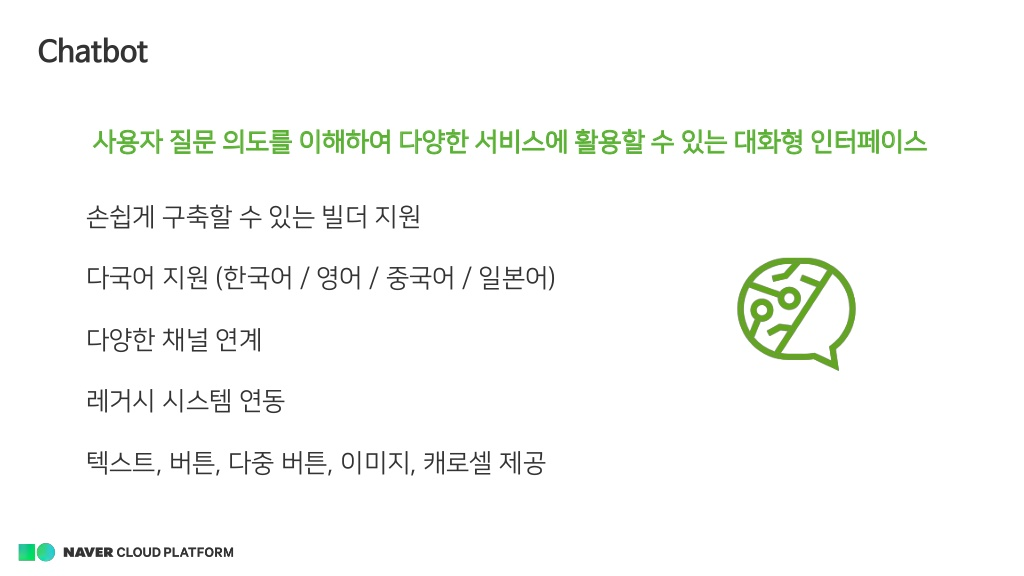 Chatbot
사용자 질문 의도를 이해하여 다양한 서비스에 활용할 수 있는 대화형 인터페이스
손쉽게 구축할 수 있는 빌더 지원
다국어 지원 (한국어 / 영어 / 중국어 / 일본어)
다양한 채널 연계
레거시 시스템 연동
텍스트, 버튼, 다중 버튼, 이미지, 캐로셀 제공
NAVER CLOUD PLATFORM